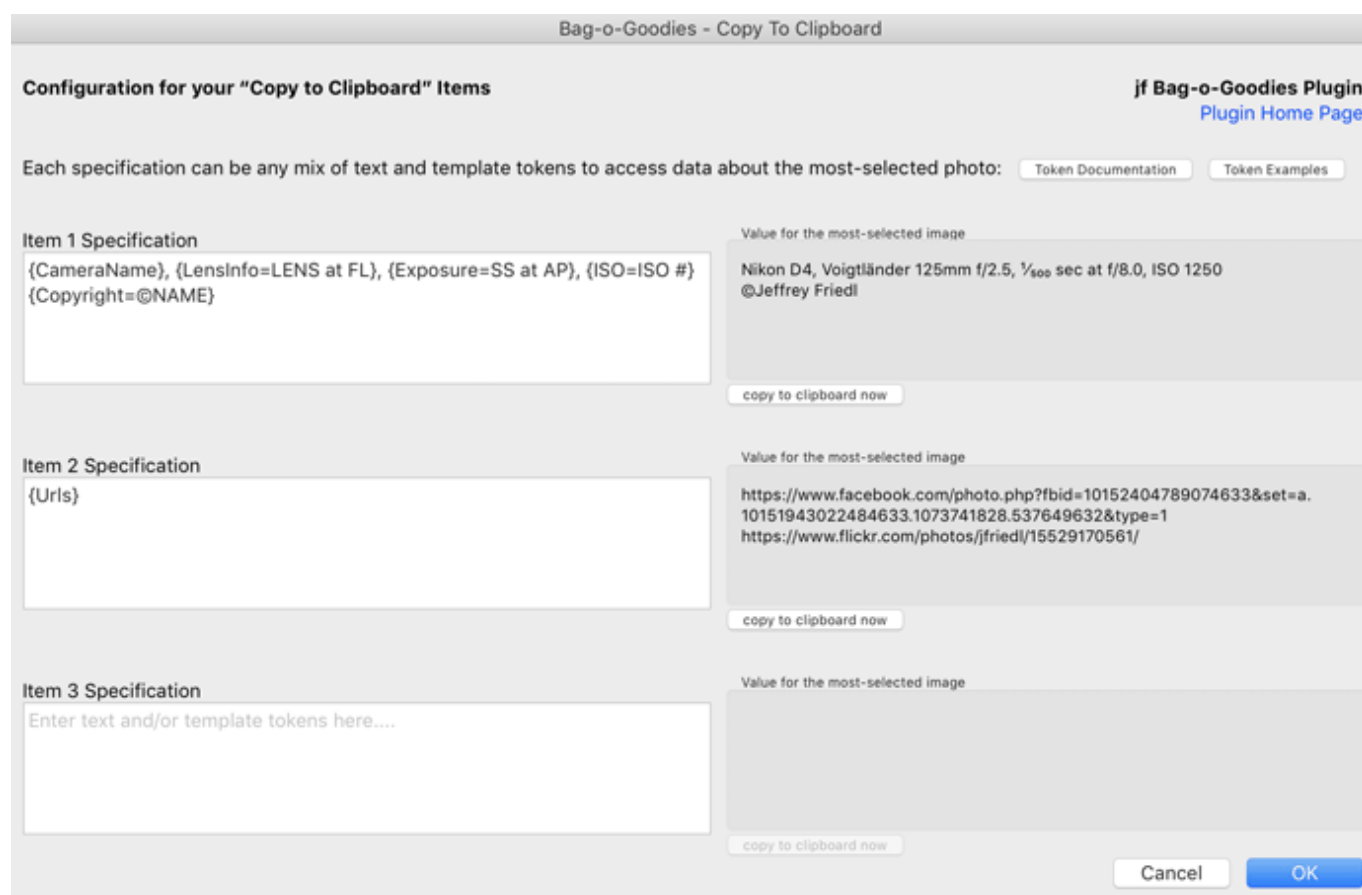 Bag-o-Goodies - Copy To Clipboard
Configuration for your “Copy to Clipboard” Items
jf Bag-o-Goodies Plugin
Plugin Home Page
Each specification can be any mix of text and template tokens to access data about the most-selected photo:
Token Documentation
Token Examples
Item 1 Specification
{CameraName}, {LensInfo=LENS at FL}, {Exposure=SS at AP}, {ISO=ISO #}
{Copyright=©NAME}
Value for the most-selected image
Nikon D4, Voigtländer 125mm f/2.5, ¹⁄₅₀₀ sec at f/8.0, ISO 1250
©Jeffrey Friedl
copy to clipboard now
Item 2 Specification
{Urls}
Value for the most-selected image
https://www.facebook.com/photo.php?fbid=10152404789074633&set=a.
10151943022484633.1073741828.537649632&type=1
https://www.flickr.com/photos/jfriedl/15529170561/
copy to clipboard now
Item 3 Specification
Enter text and/or template tokens here....
Value for the most-selected image
copy to clipboard now
Cancel
OK